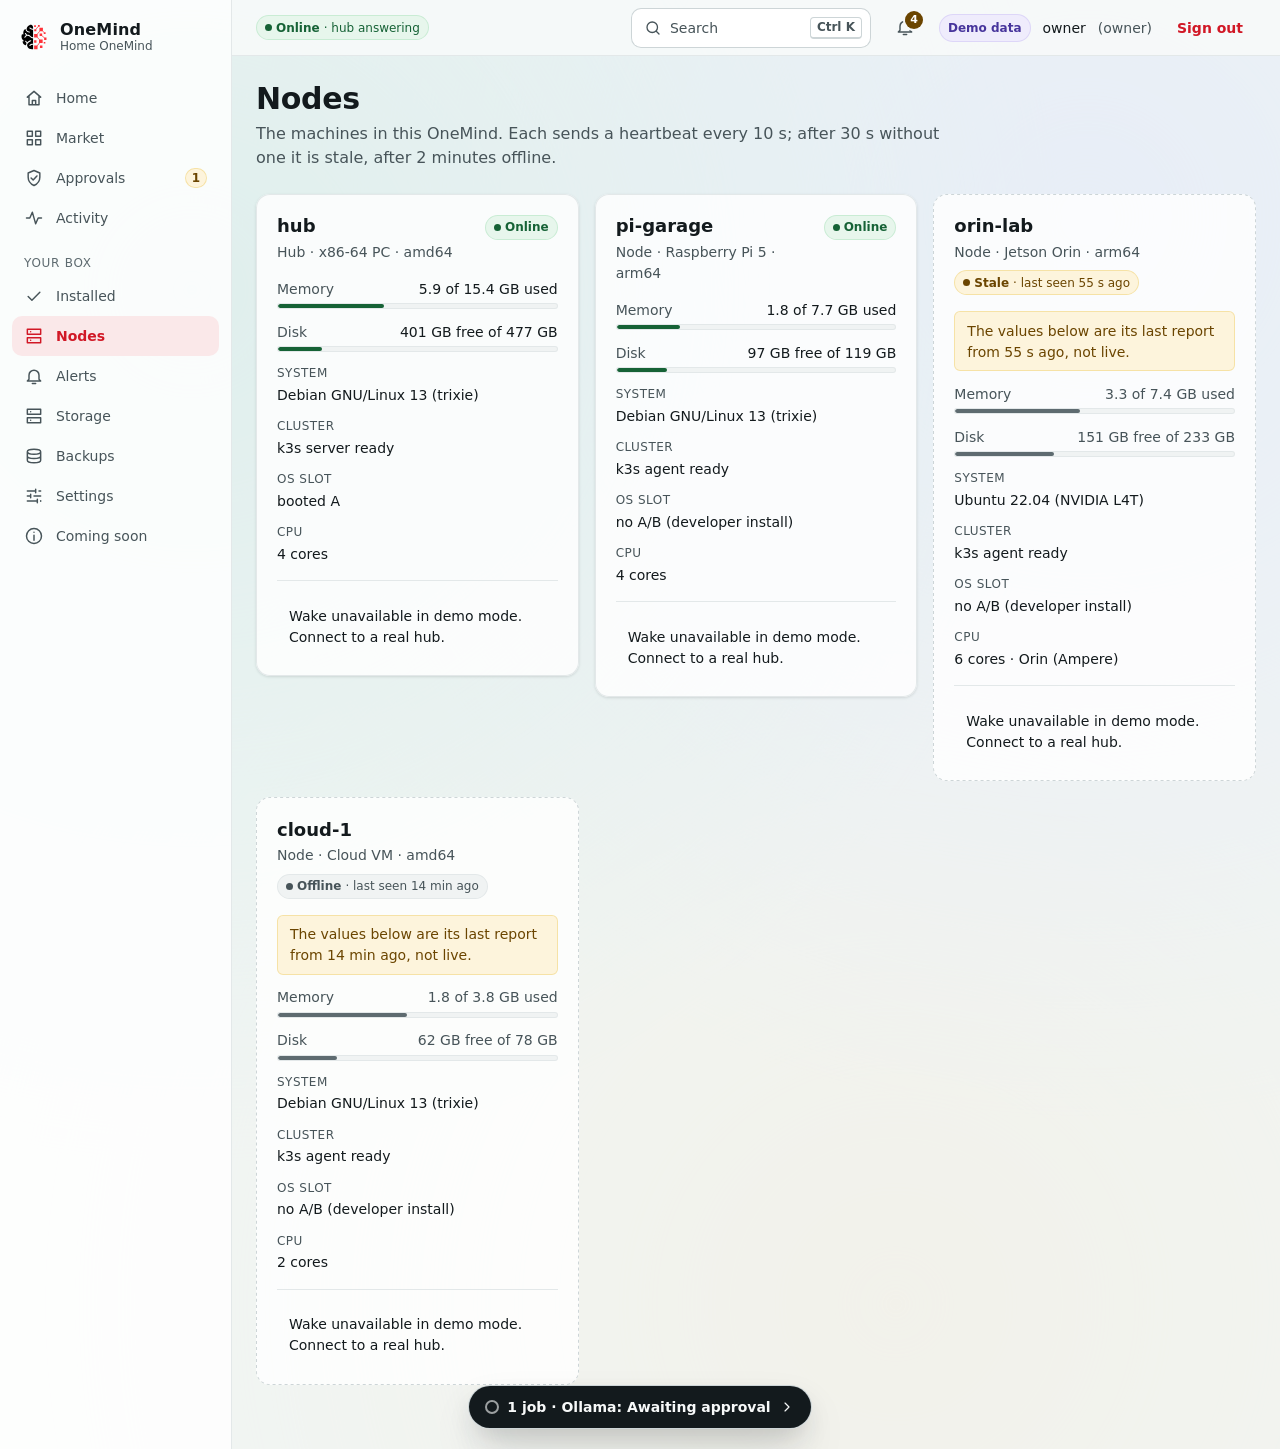 OneMind
Home OneMind
Home
Market
Approvals 1
Activity
YOUR BOX
Installed
Nodes
Alerts
Storage
Backups
Settings
Coming soon
Online · hub answering
Search Ctrl K
4
Demo data
owner (owner)
Sign out
Nodes
The machines in this OneMind. Each sends a heartbeat every 10 s; after 30 s without
one it is stale, after 2 minutes offline.
hub
Online
Hub · x86-64 PC · amd64
Memory 5.9 of 15.4 GB used
Disk 401 GB free of 477 GB
SYSTEM
Debian GNU/Linux 13 (trixie)
CLUSTER
k3s server ready
OS SLOT
booted A
CPU
4 cores
Wake unavailable in demo mode.
Connect to a real hub.
pi-garage
Online
Node · Raspberry Pi 5 ·
arm64
Memory 1.8 of 7.7 GB used
Disk 97 GB free of 119 GB
SYSTEM
Debian GNU/Linux 13 (trixie)
CLUSTER
k3s agent ready
OS SLOT
no A/B (developer install)
CPU
4 cores
Wake unavailable in demo mode.
Connect to a real hub.
orin-lab
Node · Jetson Orin · arm64
Stale · last seen 55 s ago
The values below are its last report
from 55 s ago, not live.
Memory 3.3 of 7.4 GB used
Disk 151 GB free of 233 GB
SYSTEM
Ubuntu 22.04 (NVIDIA L4T)
CLUSTER
k3s agent ready
OS SLOT
no A/B (developer install)
CPU
6 cores · Orin (Ampere)
Wake unavailable in demo mode.
Connect to a real hub.
cloud-1
Node · Cloud VM · amd64
Offline · last seen 14 min ago
The values below are its last report
from 14 min ago, not live.
Memory 1.8 of 3.8 GB used
Disk 62 GB free of 78 GB
SYSTEM
Debian GNU/Linux 13 (trixie)
CLUSTER
k3s agent ready
OS SLOT
no A/B (developer install)
CPU
2 cores
Wake unavailable in demo mode.
Connect to a real hub.
1 job · Ollama: Awaiting approval